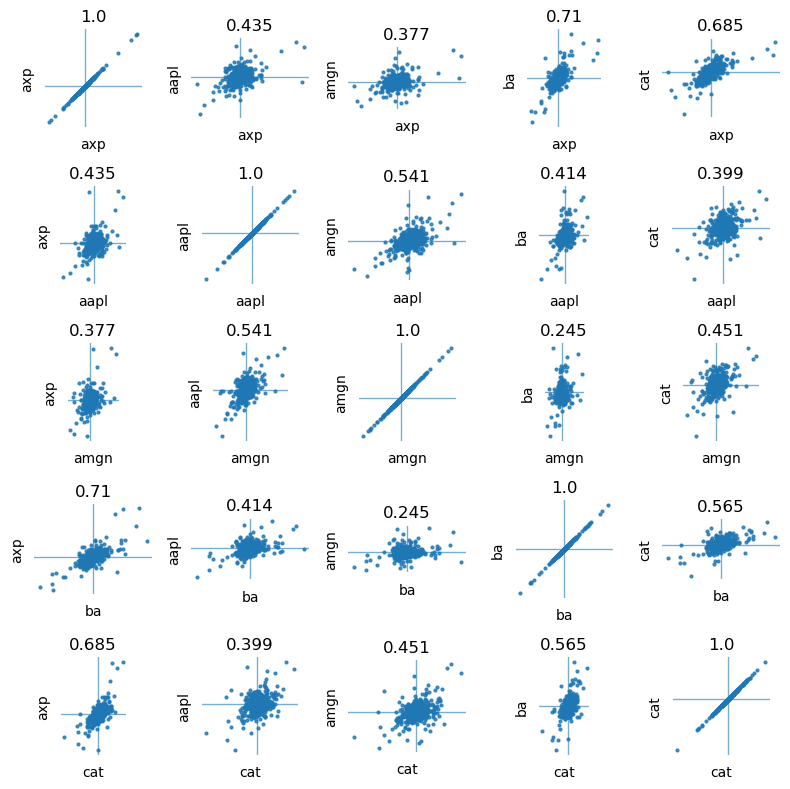 1.0 0.435 0.377 0.71 0.685
axp aapl amgn ba cat
axp axp axp axp axp
0.435 1.0 0.541 0.414 0.399
axp aapl amgn ba cat
aapl aapl aapl aapl aapl
0.377 0.541 1.0 0.245 0.451
axp aapl amgn ba cat
amgn amgn amgn amgn amgn
0.71 0.414 0.245 1.0 0.565
axp aapl amgn ba cat
ba ba ba ba ba
0.685 0.399 0.451 0.565 1.0
axp aapl amgn ba cat
cat cat cat cat cat